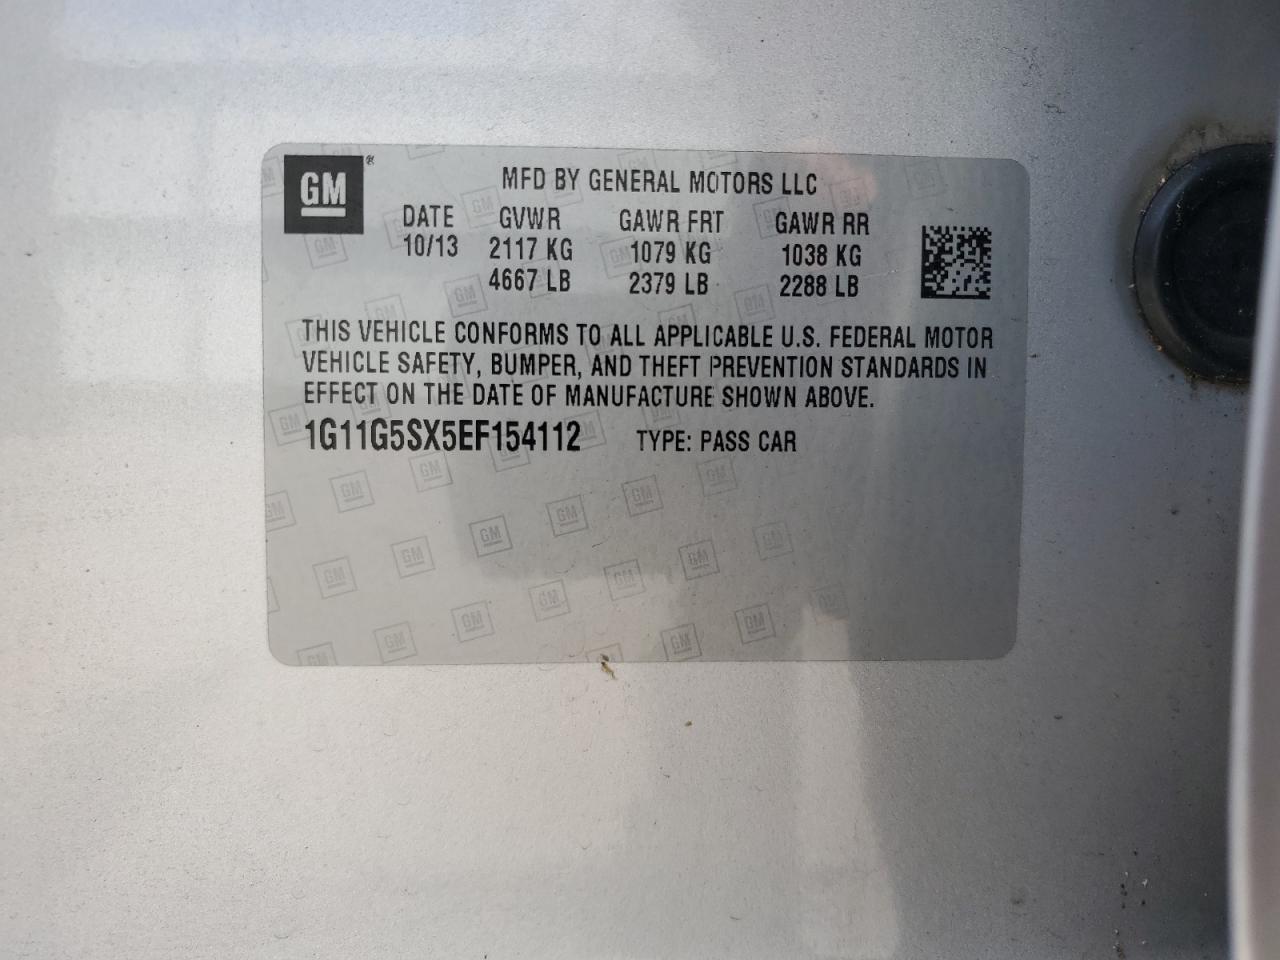 GM®
MFD BY GENERAL MOTORS LLC
DATE GVWR GAWR FRT GAWR RR
10/13 2117 KG 1079 KG 1038 KG
4667 LB 2379 LB 2288 LB
THIS VEHICLE CONFORMS TO ALL APPLICABLE U.S. FEDERAL MOTOR
VEHICLE SAFETY, BUMPER, AND THEFT PREVENTION STANDARDS IN
EFFECT ON THE DATE OF MANUFACTURE SHOWN ABOVE.
1G11G5SX5EF154112 TYPE: PASS CAR